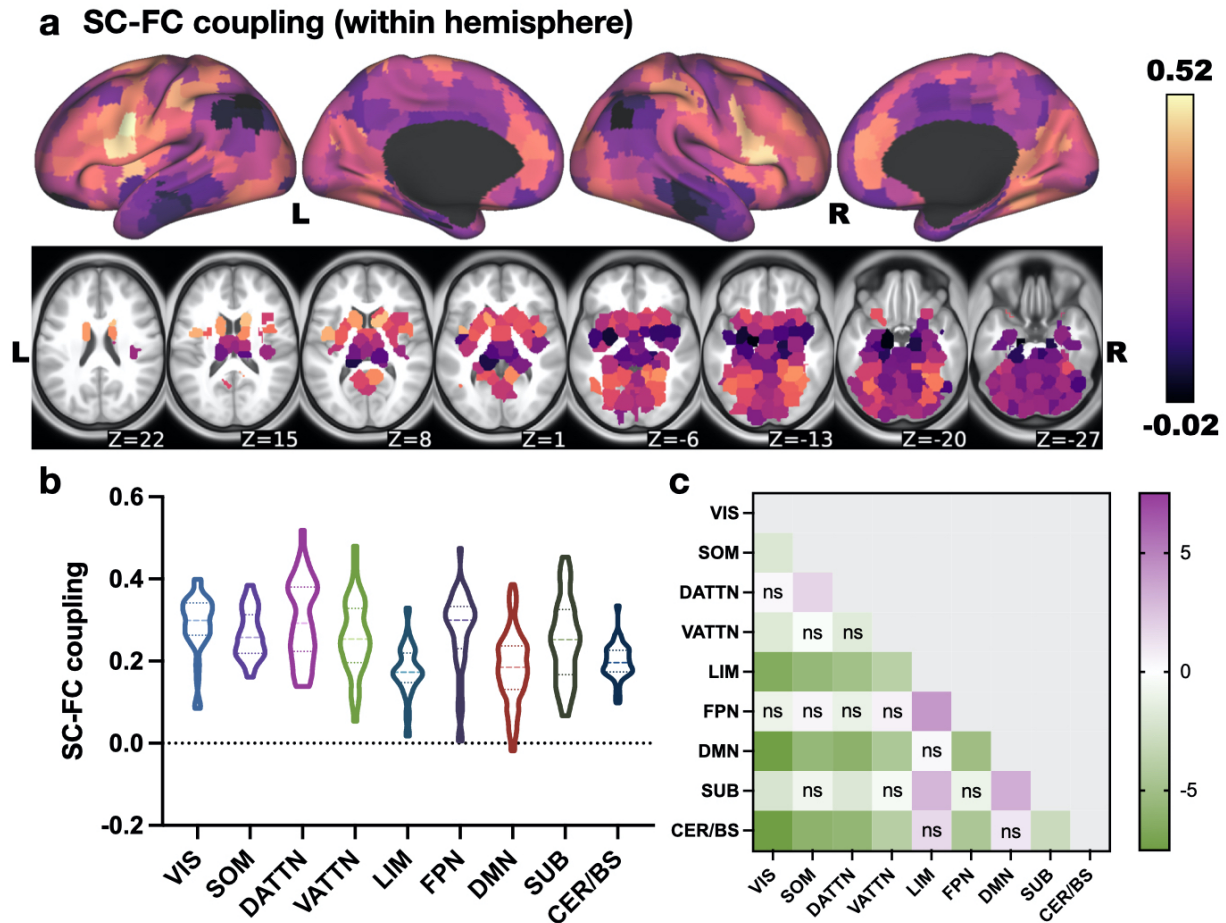 a SC-FC coupling (within hemisphere)
0.52
L
R
L
R
-0.02
Z=22
Z=15
Z=8
Z=1
Z=-6
Z=-13
Z=-20
Z=-27
b
c
0.6
0.4
0.2
0.0
-0.2
SC-FC coupling
VIS
SOM
DATTN
VATTN
LIM
FPN
DMN
SUB
CER/BS
VIS
SOM
DATTN ns
VATTN ns ns
LIM
FPN ns ns ns ns
DMN ns
SUB ns ns ns
CER/BS ns ns
VIS
SOM
DATTN
VATTN
LIM
FPN
DMN
SUB
CER/BS
5
0
-5